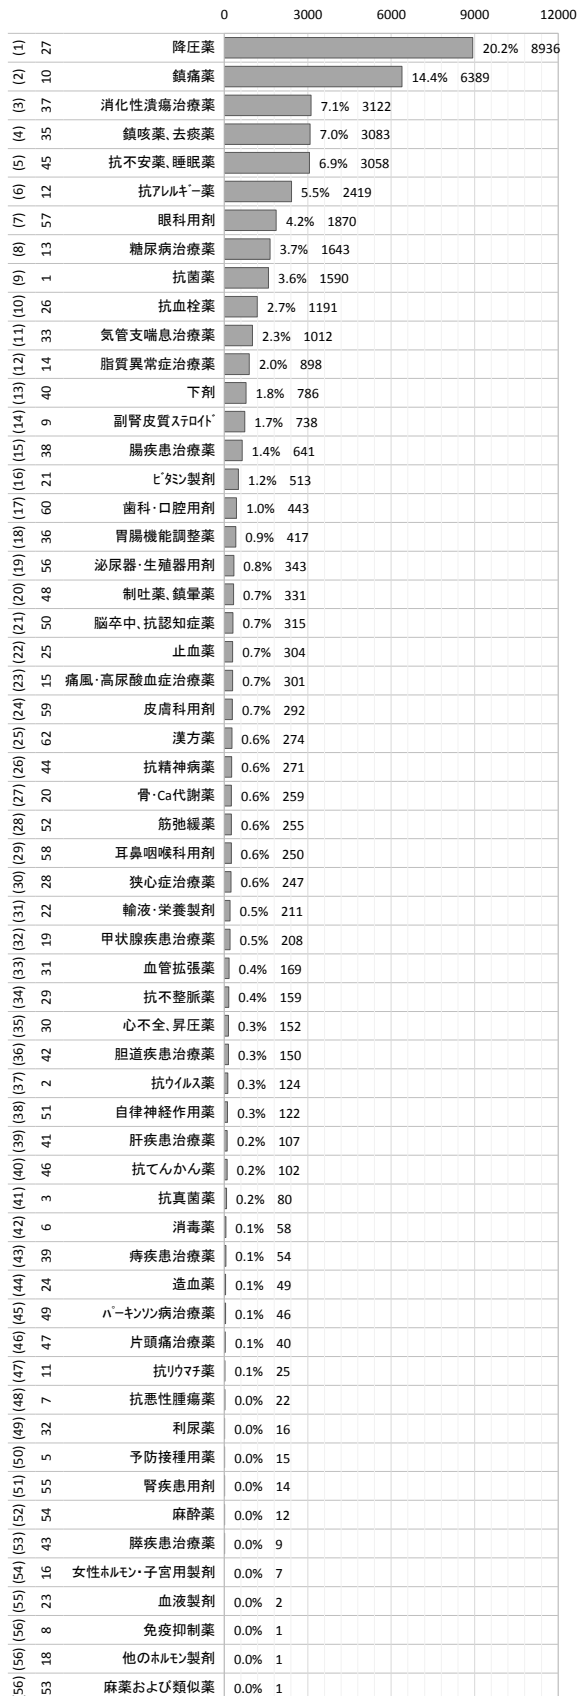 0 3000 6000 9000 12000
(1) 27 降圧薬 20.2% 8936
(2) 10 鎮痛薬 14.4% 6389
(3) 37 消化性潰瘍治療薬 7.1% 3122
(4) 35 鎮咳薬、去痰薬 7.0% 3083
(5) 45 抗不安薬、睡眠薬 6.9% 3058
(6) 12 抗ｱﾚﾙｷﾞｰ薬 5.5% 2419
(7) 57 眼科用剤 4.2% 1870
(8) 13 糖尿病治療薬 3.7% 1643
(9) 1 抗菌薬 3.6% 1590
(10) 26 抗血栓薬 2.7% 1191
(11) 33 気管支喘息治療薬 2.3% 1012
(12) 14 脂質異常症治療薬 2.0% 898
(13) 40 下剤 1.8% 786
(14) 9 副腎皮質ｽﾃﾛｲﾄﾞ 1.7% 738
(15) 38 腸疾患治療薬 1.4% 641
(16) 21 ﾋﾞﾀﾐﾝ製剤 1.2% 513
(17) 60 歯科･口腔用剤 1.0% 443
(18) 36 胃腸機能調整薬 0.9% 417
(19) 56 泌尿器･生殖器用剤 0.8% 343
(20) 48 制吐薬、鎮暈薬 0.7% 331
(21) 50 脳卒中、抗認知症薬 0.7% 315
(22) 25 止血薬 0.7% 304
(23) 15 痛風･高尿酸血症治療薬 0.7% 301
(24) 59 皮膚科用剤 0.7% 292
(25) 62 漢方薬 0.6% 274
(26) 44 抗精神病薬 0.6% 271
(27) 20 骨･Ca代謝薬 0.6% 259
(28) 52 筋弛緩薬 0.6% 255
(29) 58 耳鼻咽喉科用剤 0.6% 250
(30) 28 狭心症治療薬 0.6% 247
(31) 22 輸液･栄養製剤 0.5% 211
(32) 19 甲状腺疾患治療薬 0.5% 208
(33) 31 血管拡張薬 0.4% 169
(34) 29 抗不整脈薬 0.4% 159
(35) 30 心不全、昇圧薬 0.3% 152
(36) 42 胆道疾患治療薬 0.3% 150
(37) 2 抗ｳｲﾙｽ薬 0.3% 124
(38) 51 自律神経作用薬 0.3% 122
(39) 41 肝疾患治療薬 0.2% 107
(40) 46 抗てんかん薬 0.2% 102
(41) 3 抗真菌薬 0.2% 80
(42) 6 消毒薬 0.1% 58
(43) 39 痔疾患治療薬 0.1% 54
(44) 24 造血薬 0.1% 49
(45) 49 ﾊﾟｰｷﾝｿﾝ病治療薬 0.1% 46
(46) 47 片頭痛治療薬 0.1% 40
(47) 11 抗ﾘｳﾏﾁ薬 0.1% 25
(48) 7 抗悪性腫瘍薬 0.0% 22
(49) 32 利尿薬 0.0% 16
(50) 5 予防接種用薬 0.0% 15
(51) 55 腎疾患用剤 0.0% 14
(52) 54 麻酔薬 0.0% 12
(53) 43 膵疾患治療薬 0.0% 9
(54) 16 女性ﾎﾙﾓﾝ・子宮用製剤 0.0% 7
(55) 23 血液製剤 0.0% 2
(56) 8 免疫抑制薬 0.0% 1
(56) 18 他のﾎﾙﾓﾝ製剤 0.0% 1
(56) 53 麻薬および類似薬 0.0% 1